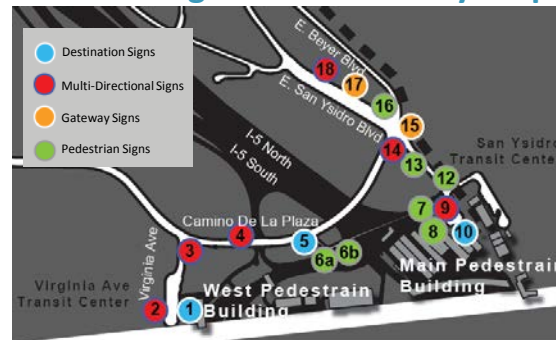 Destination Signs
Multi-Directional Signs
Gateway Signs
Pedestrian Signs
E. Beyer Blvd
18
17
16
E. San Ysidro Blvd
15
14
I-5 North
I-5 South
13
12
San Ysidro
Transit Center
Camino De La Plaza
7
9
8
10
3
4
5
6a
6b
Virginia Ave
Main Pedestrain
Building
Virginia Ave
Transit Center
West Pedestrain
Building
2
1